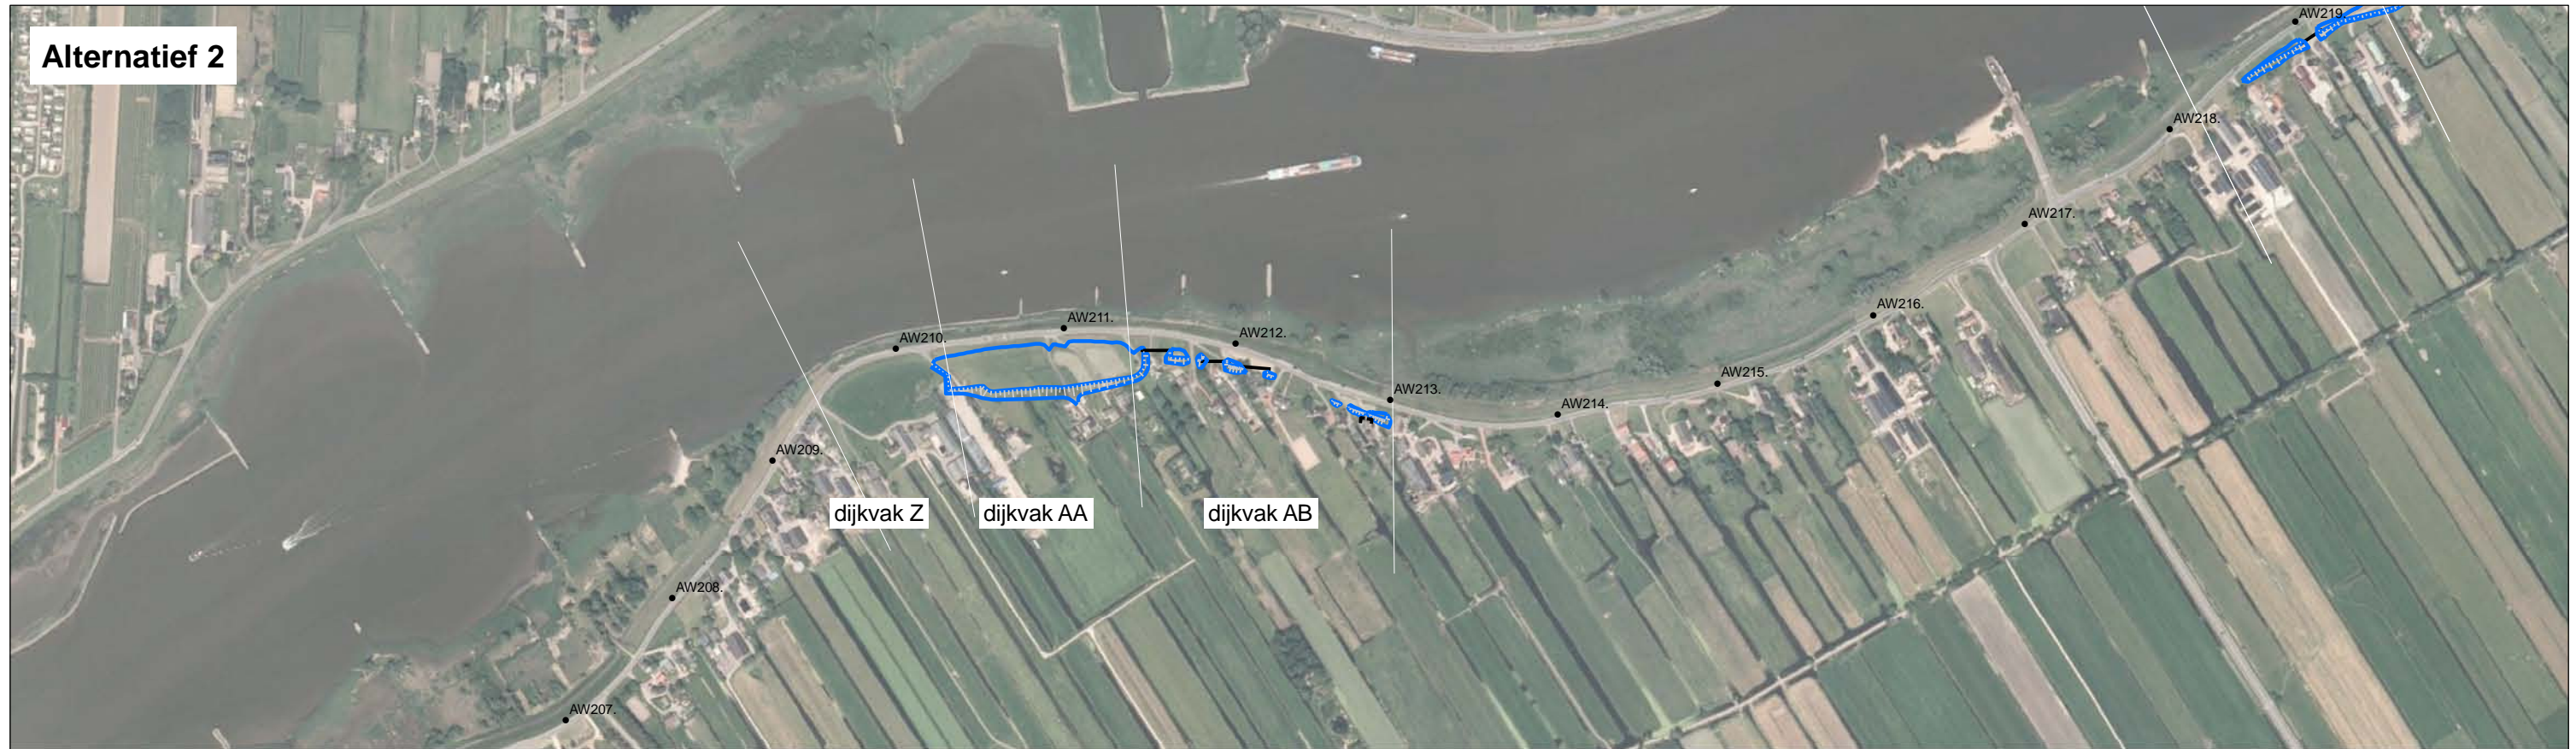 Alternatief 2
AW219.
AW218.
AW217.
AW216.
AW215.
AW214.
AW213.
AW212.
AW211.
AW210.
AW209.
AW208.
AW207.
dijkvak Z
dijkvak AA
dijkvak AB